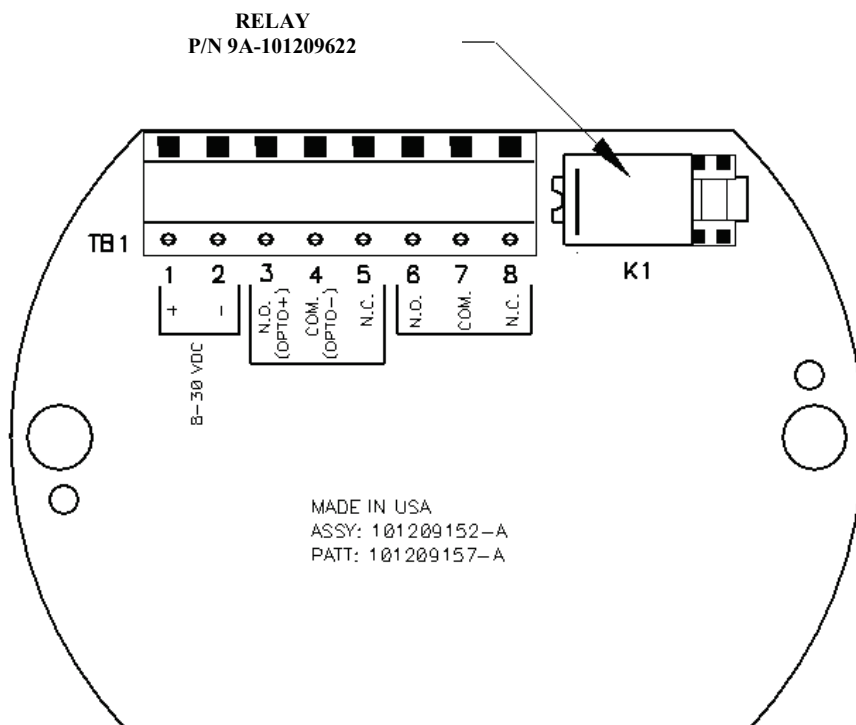 RELAY
P/N 9A-101209622
TB1
1 2 3 4 5 6 7 8
K1
+
-
N.O.
(OPTO+)
COM.
(OPTO-)
N.C.
N.O.
COM.
N.C.
8-30 VDC
MADE IN USA
ASSY: 101209152-A
PATT: 101209157-A